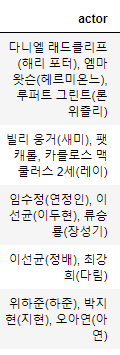 actor
다니엘 래드클리프
(해리 포터), 엠마
왓슨(헤르미온느),
루퍼트 그린트(론
위즐리)
빌리 웅거(새미), 팻
캐롤, 카를로스 맥
쿨러스 2세(레이)
임수정(연정인), 이
선균(이두현), 류승
룡(장성기)
이선균(정배), 최강
희(다림)
위하준(하준), 박지
현(지현), 오아연(아
연)